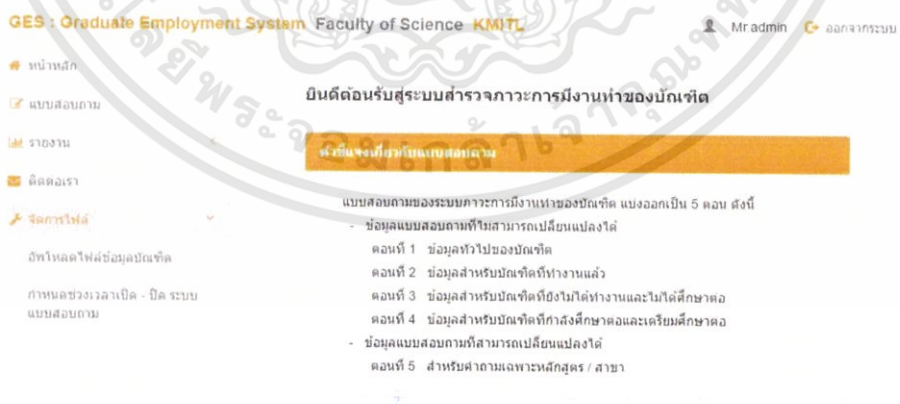 GES : Graduate Employment System Faculty of Science KMITL
Mr.admin ออกจากระบบ
หน้าหลัก
แบบสอบถาม
รายงาน
ติดต่อเรา
จัดการไฟล์
อัพโหลดไฟล์ข้อมูลบัณฑิต
กำหนดช่วงเวลาเปิด - ปิด ระบบ
แบบสอบถาม
ยินดีต้อนรับสู่ระบบสำรวจภาวะการมีงานทำของบัณฑิต
คำชี้แจงเกี่ยวกับแบบสอบถาม
แบบสอบถามของระบบภาวะการมีงานทำของบัณฑิต แบ่งออกเป็น 5 ตอน ดังนี้
- ข้อมูลแบบสอบถามที่ไม่สามารถเปลี่ยนแปลงได้
ตอนที่ 1 ข้อมูลทั่วไปของบัณฑิต
ตอนที่ 2 ข้อมูลสำหรับบัณฑิตที่ทำงานแล้ว
ตอนที่ 3 ข้อมูลสำหรับบัณฑิตที่ยังไม่ได้ทำงานและไม่ได้ศึกษาต่อ
ตอนที่ 4 ข้อมูลสำหรับบัณฑิตที่กำลังศึกษาต่อและเตรียมศึกษาต่อ
- ข้อมูลแบบสอบถามที่สามารถเปลี่ยนแปลงได้
ตอนที่ 5 สำหรับคำถามเฉพาะหลักสูตร / สาขา